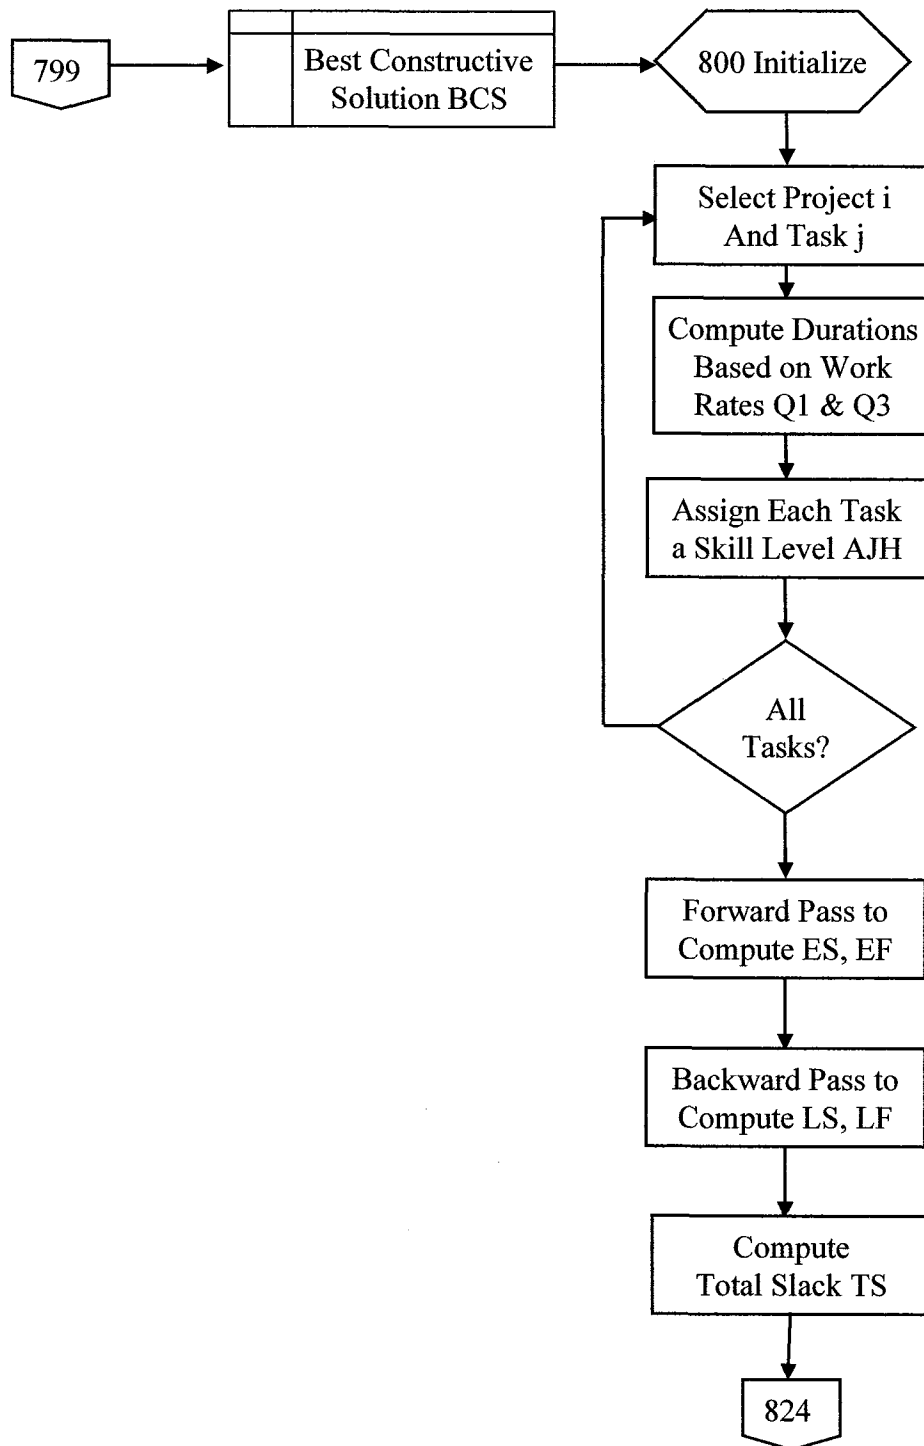 799
Best Constructive
Solution BCS
800 Initialize
Select Project i
And Task j
Compute Durations
Based on Work
Rates Q1 & Q3
Assign Each Task
a Skill Level AJH
All
Tasks?
Forward Pass to
Compute ES, EF
Backward Pass to
Compute LS, LF
Compute
Total Slack TS
824